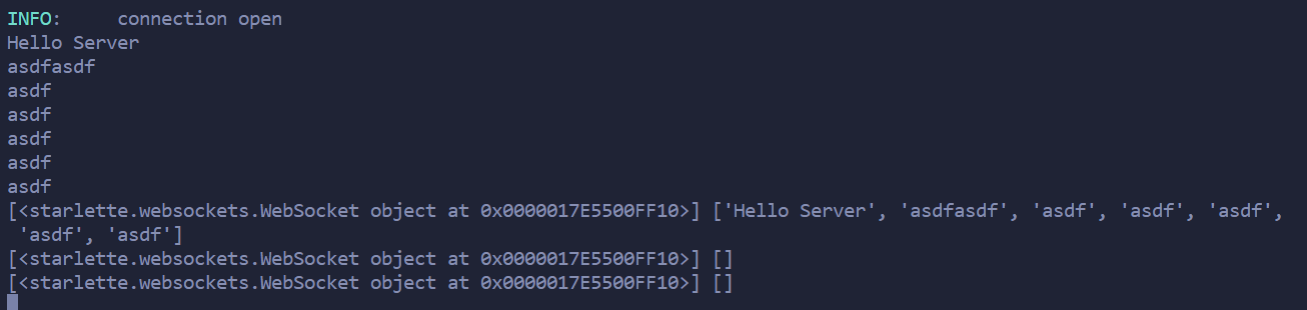 INFO:     connection open
Hello Server
asdfasdf
asdf
asdf
asdf
asdf
asdf
[<starlette.websockets.WebSocket object at 0x0000017E5500FF10>] ['Hello Server', 'asdfasdf', 'asdf', 'asdf', 'asdf',
 'asdf', 'asdf']
[<starlette.websockets.WebSocket object at 0x0000017E5500FF10>] []
[<starlette.websockets.WebSocket object at 0x0000017E5500FF10>] []